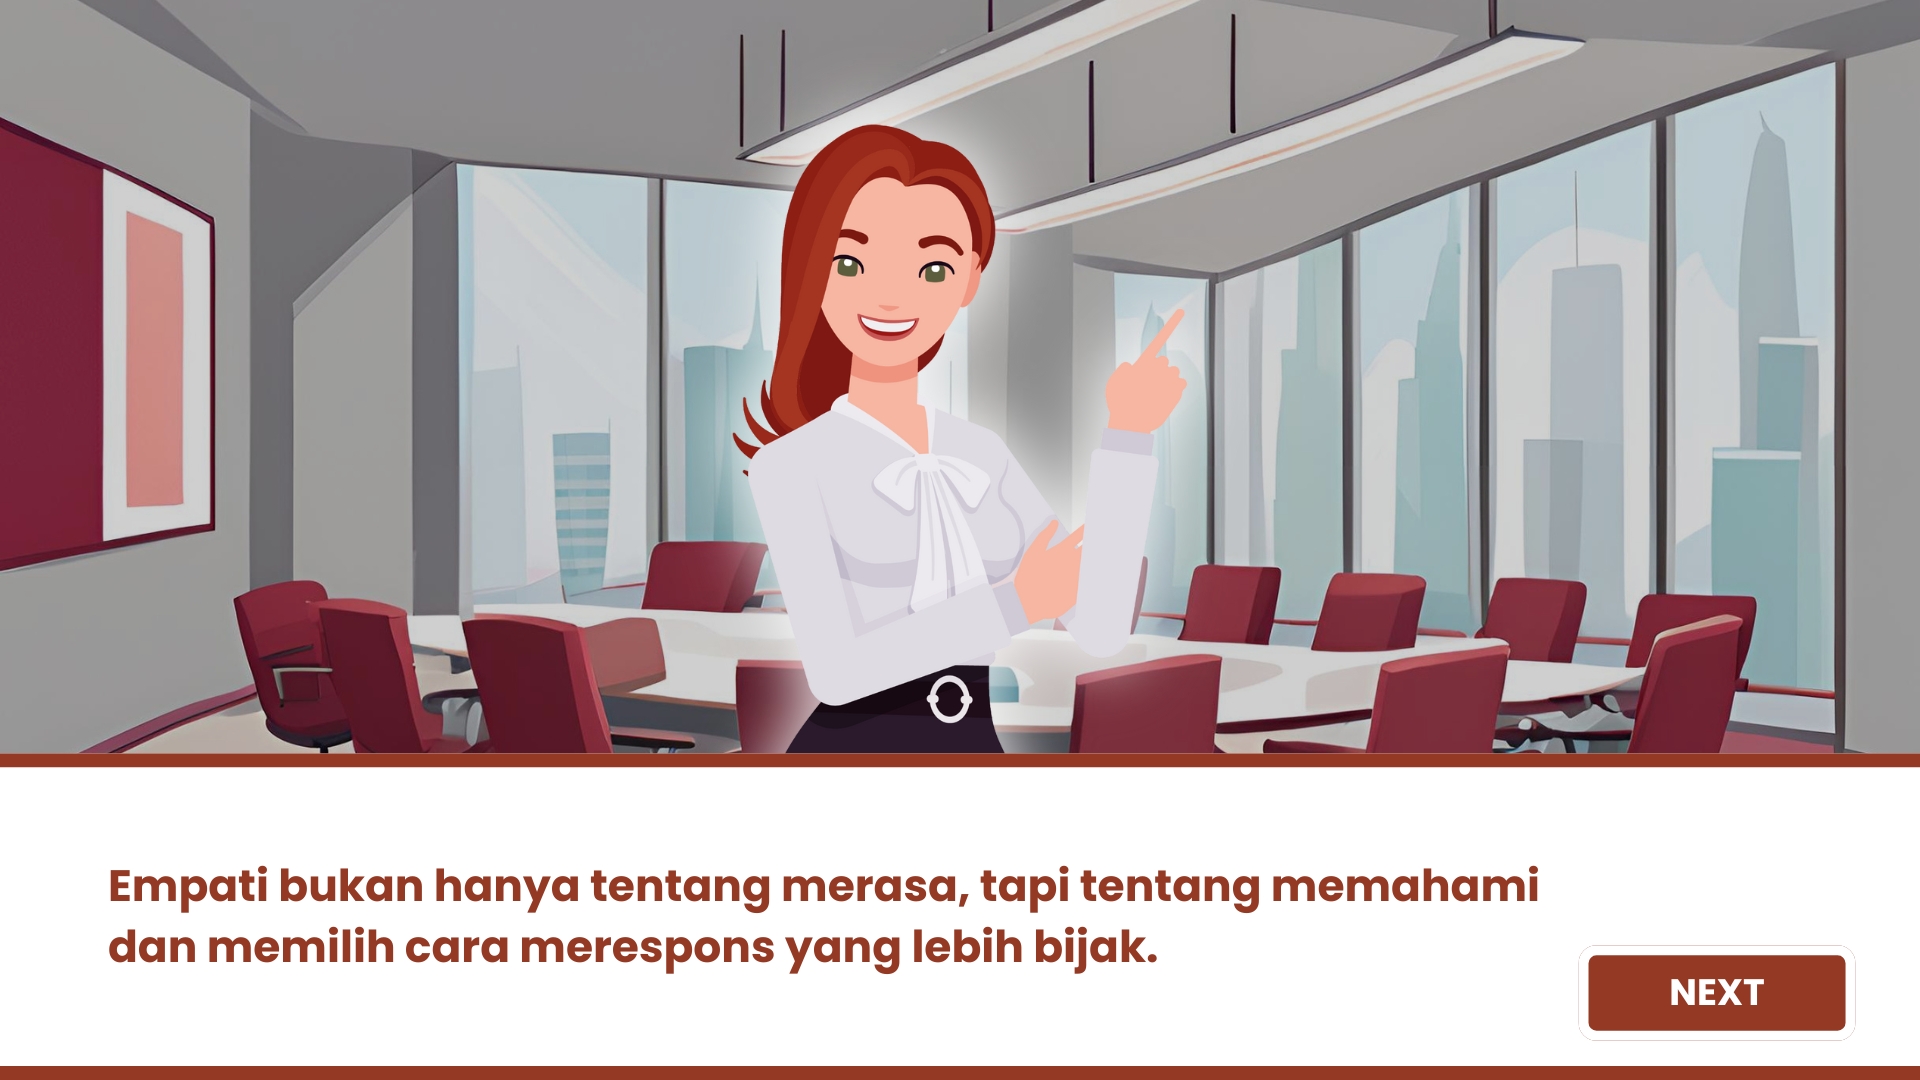 Empati bukan hanya tentang merasa, tapi tentang memahami
dan memilih cara merespons yang lebih bijak.
NEXT